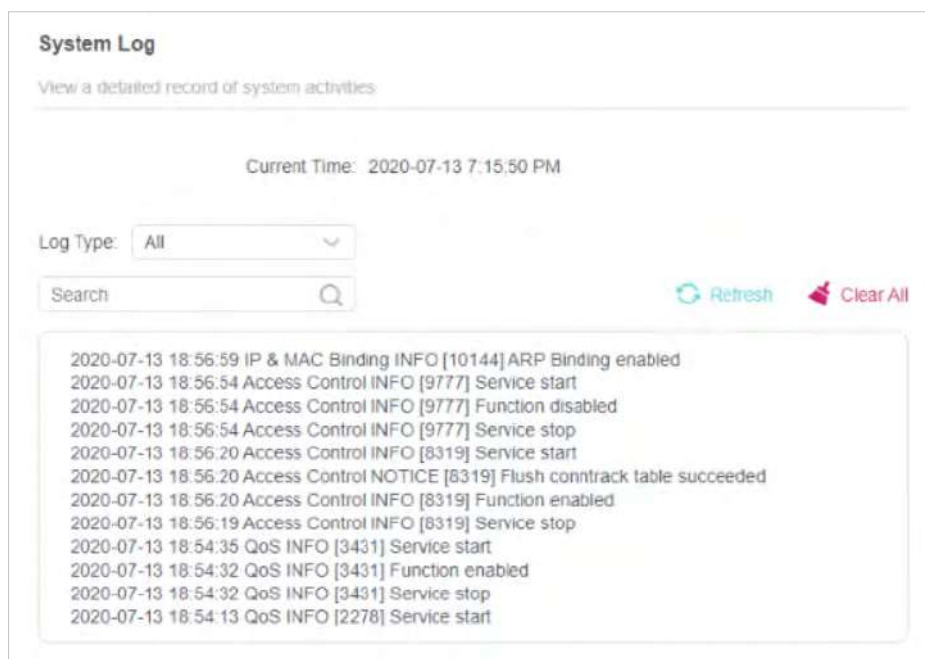 System Log
View a detailed record of system activities
Current Time: 2020-07-13 7:15:50 PM
Log Type: All
Search
Refresh Clear All
2020-07-13 18:56:59 IP & MAC Binding INFO [10144] ARP Binding enabled
2020-07-13 18:56:54 Access Control INFO [9777] Service start
2020-07-13 18:56:54 Access Control INFO [9777] Function disabled
2020-07-13 18:56:54 Access Control INFO [9777] Service stop
2020-07-13 18:56:20 Access Control INFO [8319] Service start
2020-07-13 18:56:20 Access Control NOTICE [8319] Flush conntrack table succeeded
2020-07-13 18:56:20 Access Control INFO [8319] Function enabled
2020-07-13 18:56:19 Access Control INFO [8319] Service stop
2020-07-13 18:54:35 QoS INFO [3431] Service start
2020-07-13 18:54:32 QoS INFO [3431] Function enabled
2020-07-13 18:54:32 QoS INFO [3431] Service stop
2020-07-13 18:54:13 QoS INFO [2278] Service start